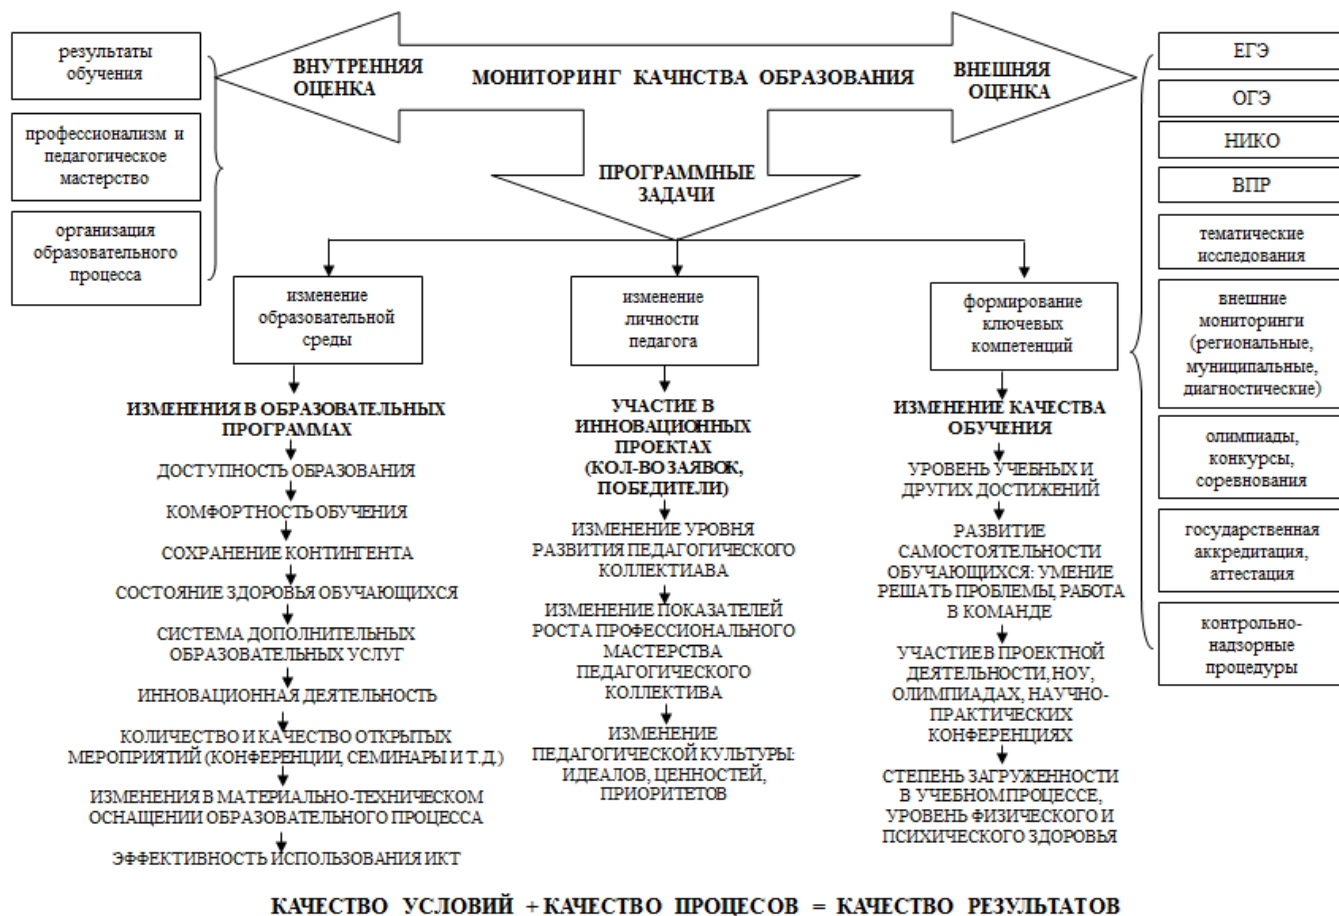 результаты
обучения
профессионализм и
педагогическое
мастерство
организация
образовательного
процесса
ВНУТРЕННЯЯ
ОЦЕНКА
МОНИТОРИНГ КАЧНСТВА ОБРАЗОВАНИЯ
ВНЕШНЯЯ
ОЦЕНКА
ПРОГРАММНЫЕ
ЗАДАЧИ
ЕГЭ
ОГЭ
НИКО
ВПР
тематические
исследования
внешние
мониторинги
(региональные,
муниципальные,
диагностические)
олимпиады,
конкурсы,
соревнования
государственная
аккредитация,
аттестация
контрольно-
надзорные
процедуры
изменение
образовательной
среды
ИЗМЕНЕНИЯ В ОБРАЗОВАТЕЛЬНЫХ
ПРОГРАММАХ
ДОСТУПНОСТЬ ОБРАЗОВАНИЯ
КОМФОРТНОСТЬ ОБУЧЕНИЯ
СОХРАНЕНИЕ КОНТИНГЕНТА
СОСТОЯНИЕ ЗДОРОВЬЯ ОБУЧАЮЩИХСЯ
СИСТЕМА ДОПОЛНИТЕЛЬНЫХ
ОБРАЗОВАТЕЛЬНЫХ УСЛУГ
ИННОВАЦИОННАЯ ДЕЯТЕЛЬНОСТЬ
КОЛИЧЕСТВО И КАЧЕСТВО ОТКРЫТЫХ
МЕРОПРИЯТИЙ (КОНФЕРЕНЦИИ, СЕМИНАРЫ И Т.Д.)
ИЗМЕНЕНИЯ В МАТЕРИАЛЬНО-ТЕХНИЧЕСКОМ
ОСНАЩЕНИИ ОБРАЗОВАТЕЛЬНОГО ПРОЦЕССА
ЭФФЕКТИВНОСТЬ ИСПОЛЬЗОВАНИЯ ИКТ
изменение
личности
педагога
УЧАСТИЕ В
ИННОВАЦИОННЫХ
ПРОЕКТАХ
(КОЛ-ВО ЗАЯВОК,
ПОБЕДИТЕЛИ)
ИЗМЕНЕНИЕ УРОВНЯ
РАЗВИТИЯ ПЕДАГОГИЧЕСКОГО
КОЛЛЕКТИАВА
ИЗМЕНЕНИЕ ПОКАЗАТЕЛЕЙ
РОСТА ПРОФЕССИОНАЛЬНОГО
МАСТЕРСТВА
ПЕДАГОГИЧЕСКОГО
КОЛЛЕКТИВА
ИЗМЕНЕНИЕ
ПЕДАГОГИЧЕСКОЙ КУЛЬТУРЫ:
ИДЕАЛОВ, ЦЕННОСТЕЙ,
ПРИОРИТЕТОВ
формирование
ключевых
компетенций
ИЗМЕНЕНИЕ КАЧЕСТВА
ОБУЧЕНИЯ
УРОВЕНЬ УЧЕБНЫХ И
ДРУГИХ ДОСТИЖЕНИЙ
РАЗВИТИЕ
САМОСТОЯТЕЛЬНОСТИ
ОБУЧАЮЩИХСЯ: УМЕНИЕ
РЕШАТЬ ПРОБЛЕМЫ, РАБОТА
В КОМАНДЕ
УЧАСТИЕ В ПРОЕКТНОЙ
ДЕЯТЕЛЬНОСТИ, НОУ,
ОЛИМПИАДАХ, НАУЧНО-
ПРАКТИЧЕСКИХ
КОНФЕРЕНЦИЯХ
СТЕПЕНЬ ЗАГРУЖЕННОСТИ
В УЧЕБНОМ ПРОЦЕССЕ,
УРОВЕНЬ ФИЗИЧЕСКОГО И
ПСИХИЧЕСКОГО ЗДОРОВЬЯ
КАЧЕСТВО УСЛОВИЙ + КАЧЕСТВО ПРОЦЕСОВ = КАЧЕСТВО РЕЗУЛЬТАТОВ